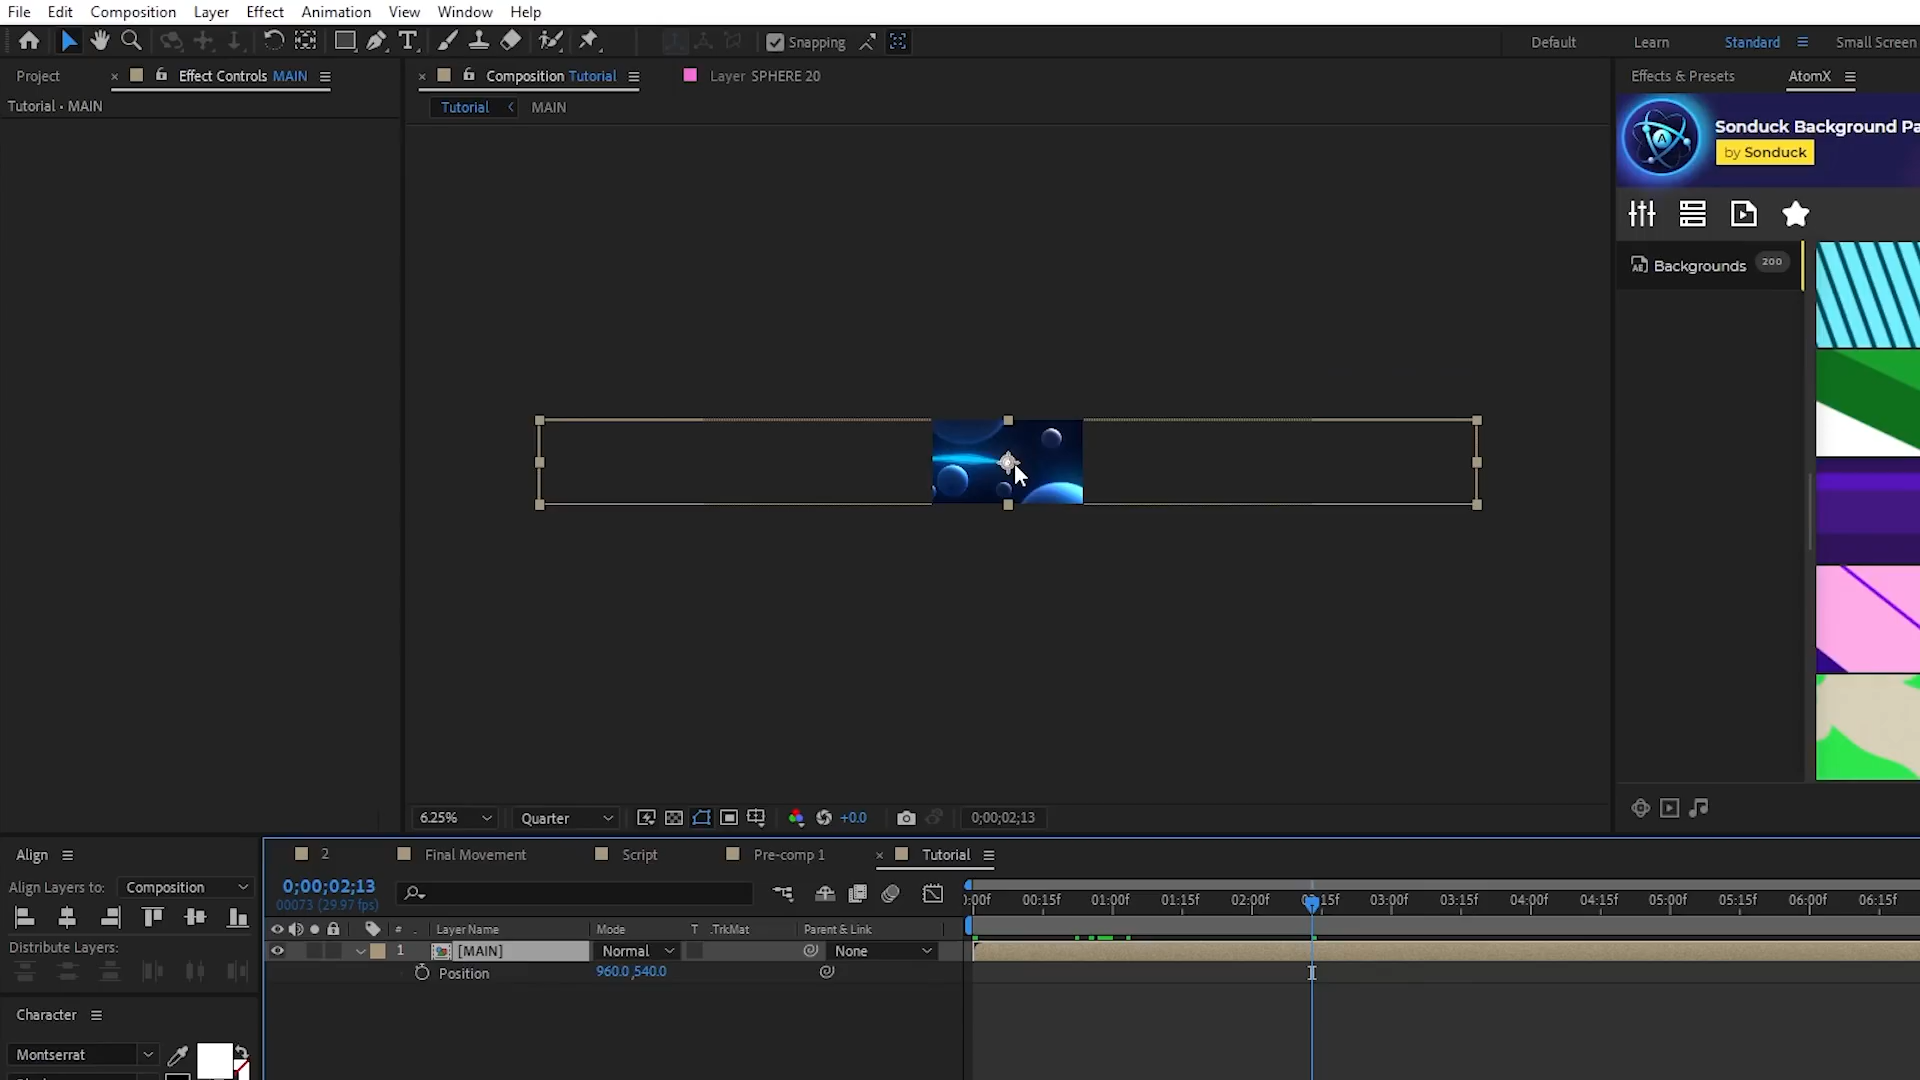 File Edit Composition Layer Effect Animation View Window Help
Snapping
Default Learn Standard Small Screen
Project × Effect Controls MAIN
× Composition Tutorial Layer SPHERE 20
Effects & Presets AtomX
Tutorial • MAIN
Tutorial < MAIN
Sonduck Background Pa
by Sonduck
Backgrounds 200
6.25% Quarter +0.0 0;00;02;13
Align
2 Final Movement Script Pre-comp 1 × Tutorial
Align Layers to: Composition
0;00;02;13
00073 (29.97 fps)
:00f 00:15f 01:00f 01:15f 02:00f 02:15f 03:00f 03:15f 04:00f 04:15f 05:00f 05:15f 06:00f 06:15f
# Layer Name Mode T .TrkMat Parent & Link
Distribute Layers:
1 [MAIN] Normal None
Position 960.0,540.0
Character
Montserrat